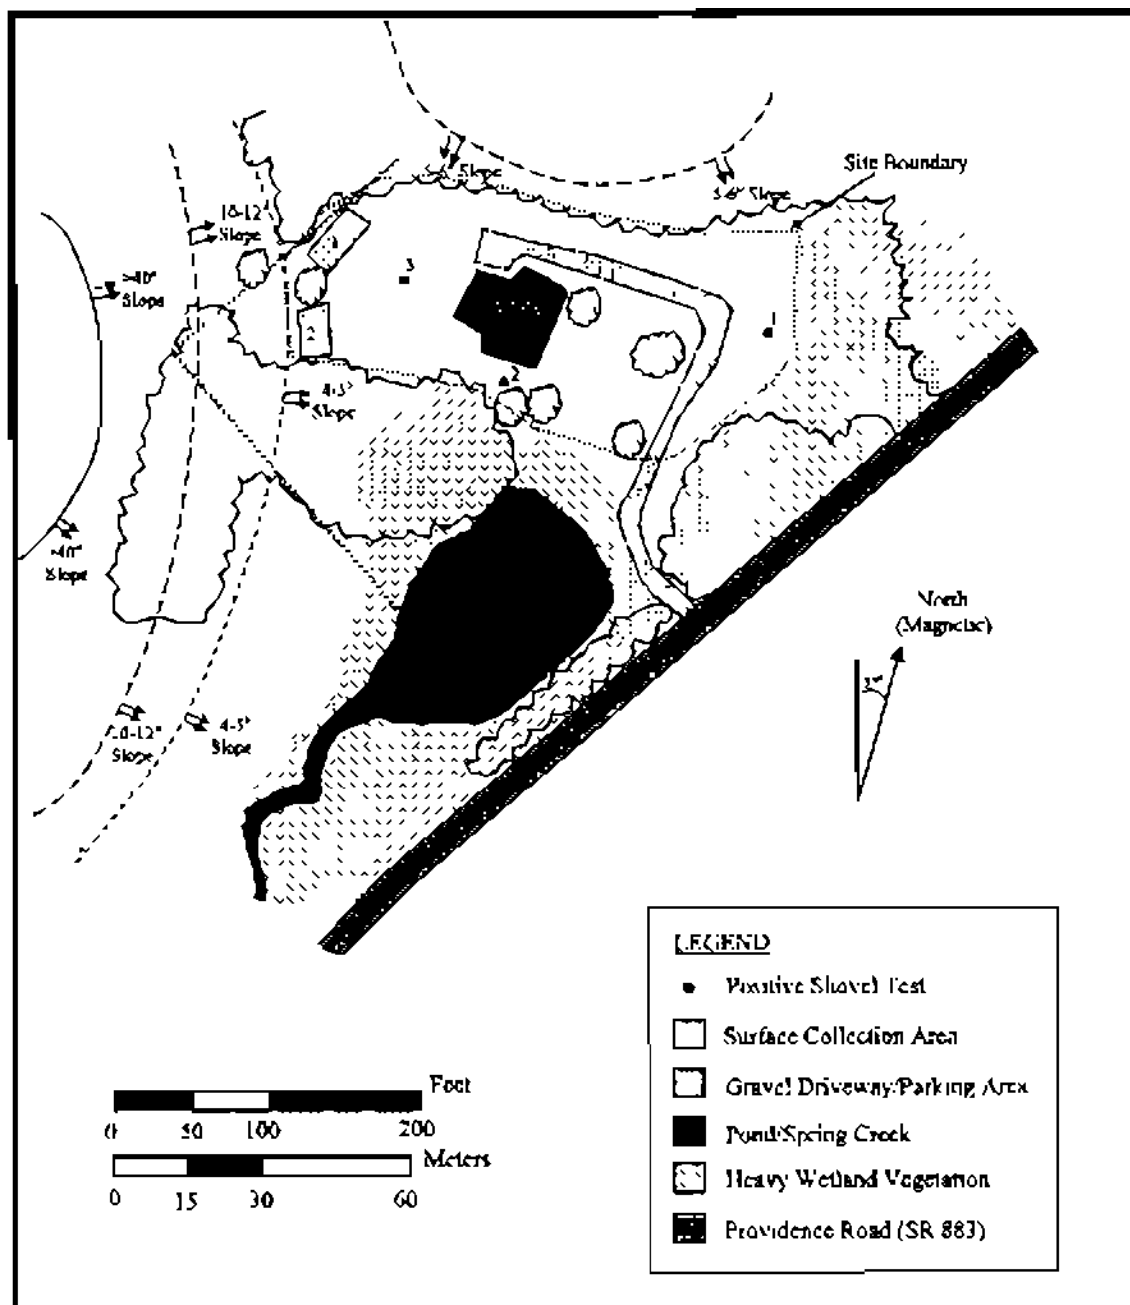 Site Boundary
Slope
Slope
10-12°
Slope
>40°
Slope
3
1
2
2
4-5°
Slope
>40°
Slope
North
(Magnetic)
10-12°
Slope
4-5°
Slope
LEGEND
Positive Shovel Test
Surface Collection Area
Gravel Driveway/Parking Area
Pond/Spring Creek
Heavy Wetland Vegetation
Providence Road (SR 883)
Feet
0 50 100 200
Meters
0 15 30 60